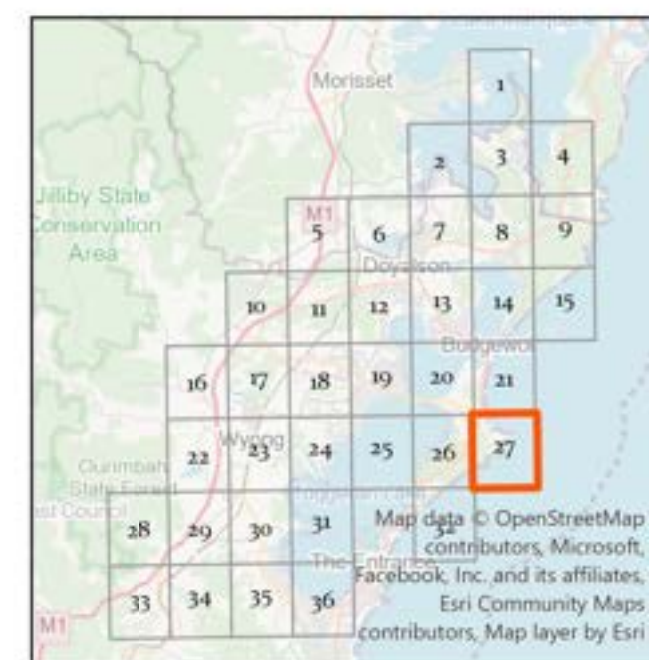 Morisset
1
2 3 4
Jilliby State
Conservation
Area
M1
5 6 7 8 9
Doyalson
10 11 12 13 14 15
Budgewoi
16 17 18 19 20 21
Wyong
22 23 24 25 26 27
Ourimbah
State Forest
East Council
28 29 30 31 32
Map data © OpenStreetMap
contributors, Microsoft,
The Entrance
Facebook, Inc. and its affiliates,
33 34 35 36
Esri Community Maps
M1
contributors, Map layer by Esri